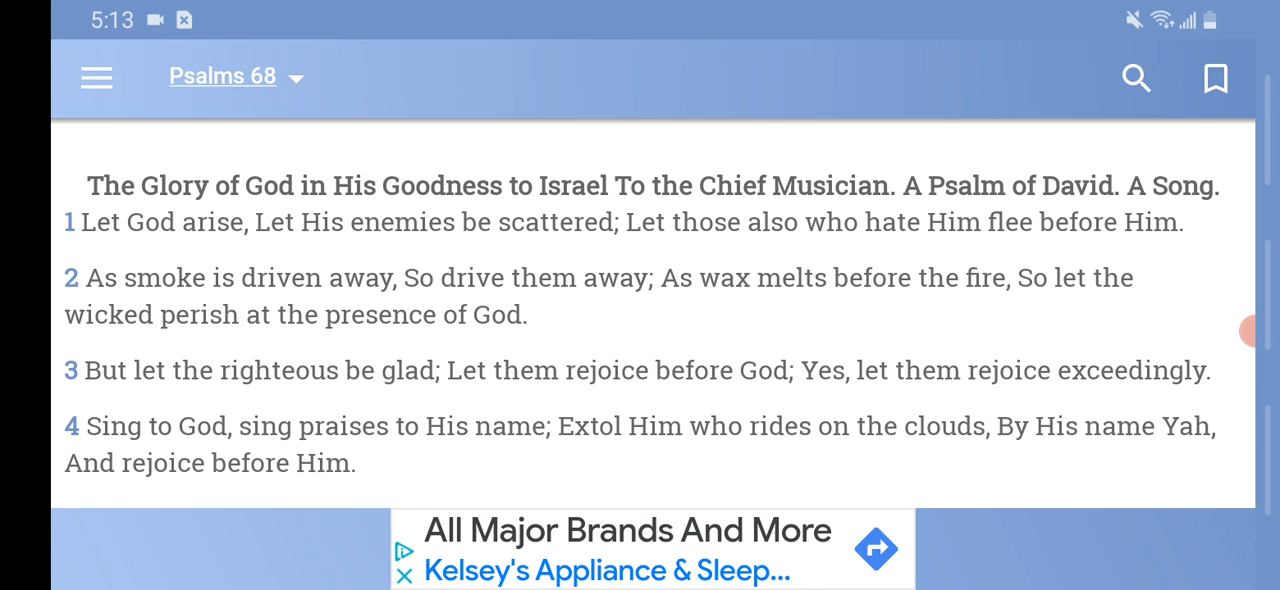 5:13
Psalms 68
The Glory of God in His Goodness to Israel To the Chief Musician. A Psalm of David. A Song.
1 Let God arise, Let His enemies be scattered; Let those also who hate Him flee before Him.
2 As smoke is driven away, So drive them away; As wax melts before the fire, So let the
wicked perish at the presence of God.
3 But let the righteous be glad; Let them rejoice before God; Yes, let them rejoice exceedingly.
4 Sing to God, sing praises to His name; Extol Him who rides on the clouds, By His name Yah,
And rejoice before Him.
All Major Brands And More
Kelsey's Appliance & Sleep...